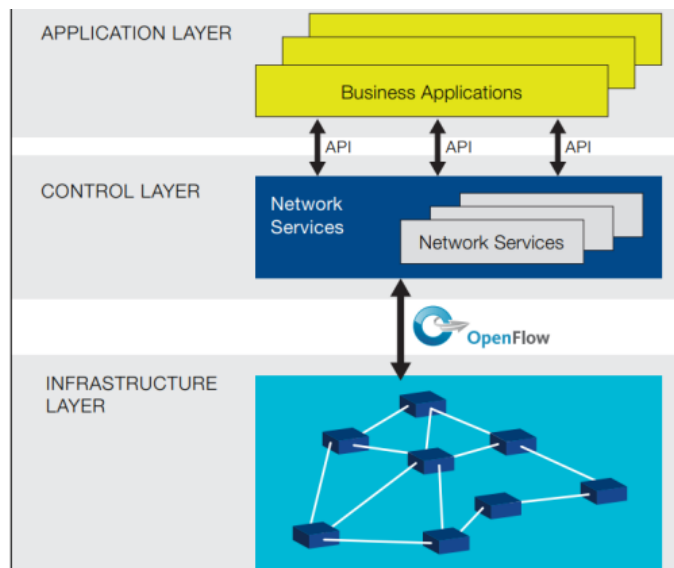 APPLICATION LAYER
Business Applications
API API API
CONTROL LAYER
Network
Services
Network Services
OpenFlow
INFRASTRUCTURE
LAYER